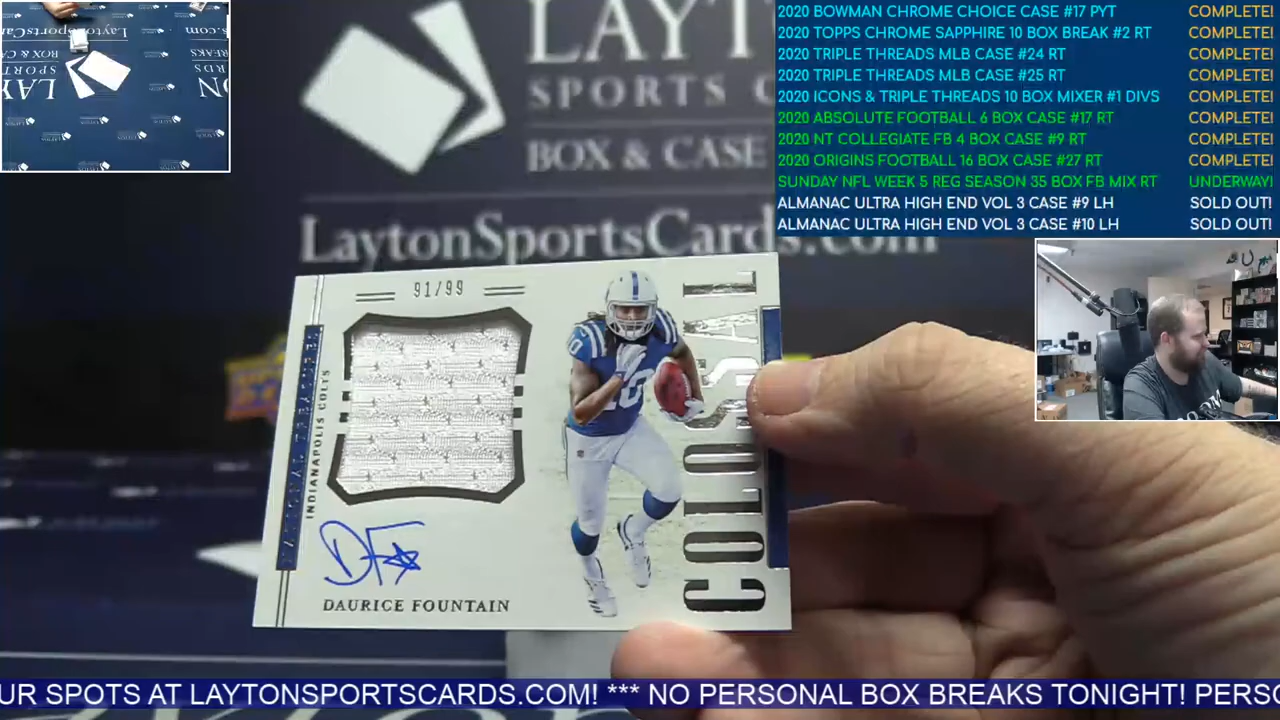 2020 BOWMAN CHROME CHOICE CASE #17 PYT COMPLETE!
2020 TOPPS CHROME SAPPHIRE 10 BOX BREAK #2 RT COMPLETE!
2020 TRIPLE THREADS MLB CASE #24 RT COMPLETE!
2020 TRIPLE THREADS MLB CASE #25 RT COMPLETE!
2020 ICONS & TRIPLE THREADS 10 BOX MIXER #1 DIVS COMPLETE!
2020 ABSOLUTE FOOTBALL 6 BOX CASE #17 RT COMPLETE!
2020 NT COLLEGIATE FB 4 BOX CASE #9 RT COMPLETE!
2020 ORIGINS FOOTBALL 16 BOX CASE #27 RT COMPLETE!
SUNDAY NFL WEEK 5 REG SEASON 35 BOX FB MIX RT UNDERWAY!
ALMANAC ULTRA HIGH END VOL 3 CASE #9 LH SOLD OUT!
ALMANAC ULTRA HIGH END VOL 3 CASE #10 LH SOLD OUT!
LAYT
SPORTS C
BOX & CASE
LaytonSportsCards.com
91/99
NATIONAL TREASURES
INDIANAPOLIS COLTS
COLOSSAL
10
DF
DAURICE FOUNTAIN
UR SPOTS AT LAYTONSPORTSCARDS.COM! *** NO PERSONAL BOX BREAKS TONIGHT! PERSO